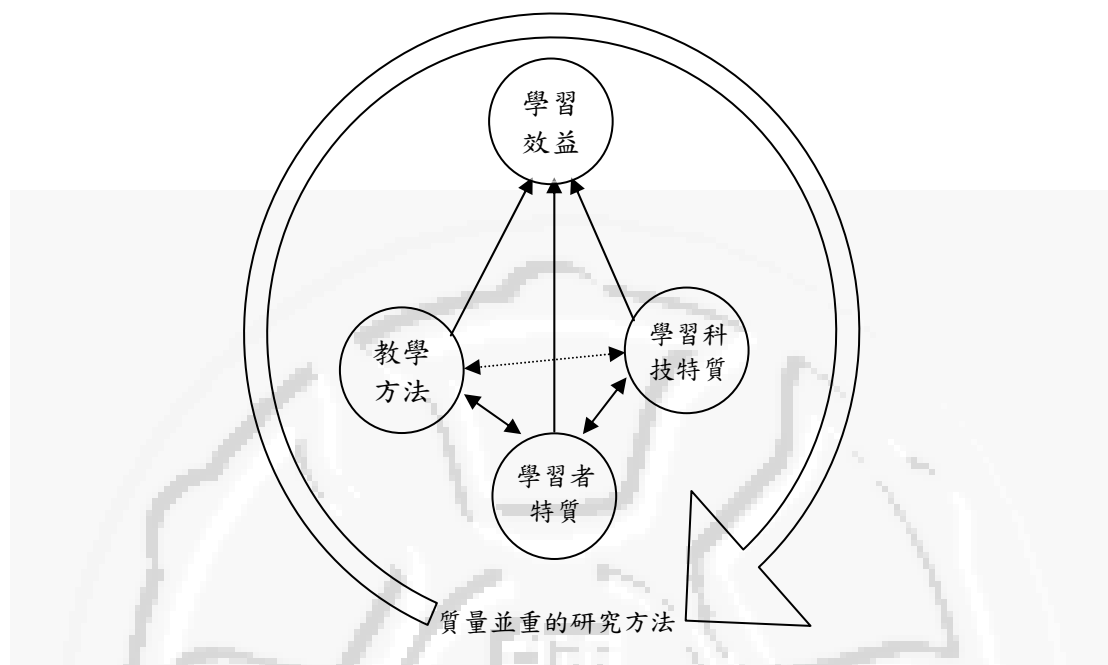 學習
效益
教學
方法
學習科
技特質
學習者
特質
質量並重的研究方法